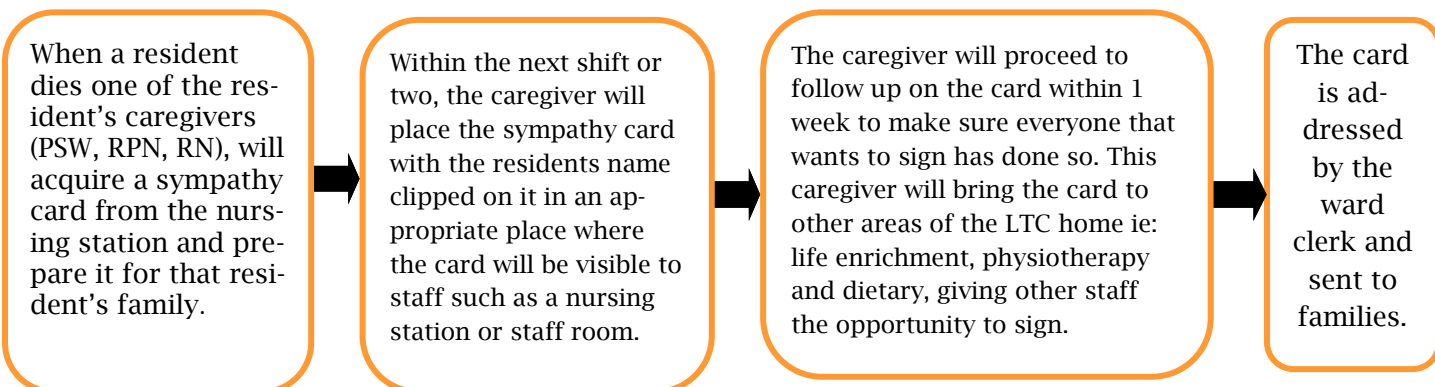 When a resident
dies one of the res-
ident's caregivers
(PSW, RPN, RN), will
acquire a sympathy
card from the nurs-
ing station and pre-
pare it for that resi-
dent's family.
Within the next shift or
two, the caregiver will
place the sympathy card
with the residents name
clipped on it in an ap-
propriate place where
the card will be visible to
staff such as a nursing
station or staff room.
The caregiver will proceed to
follow up on the card within 1
week to make sure everyone that
wants to sign has done so. This
caregiver will bring the card to
other areas of the LTC home ie:
life enrichment, physiotherapy
and dietary, giving other staff
the opportunity to sign.
The card
is ad-
dressed
by the
ward
clerk and
sent to
families.